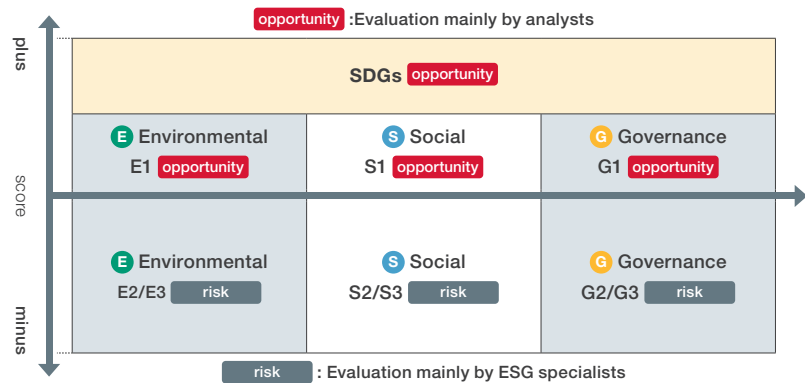 opportunity :Evaluation mainly by analysts
plus
SDGs opportunity
E Environmental
E1 opportunity
S Social
S1 opportunity
G Governance
G1 opportunity
score
E Environmental
E2/E3 risk
S Social
S2/S3 risk
G Governance
G2/G3 risk
minus
risk : Evaluation mainly by ESG specialists